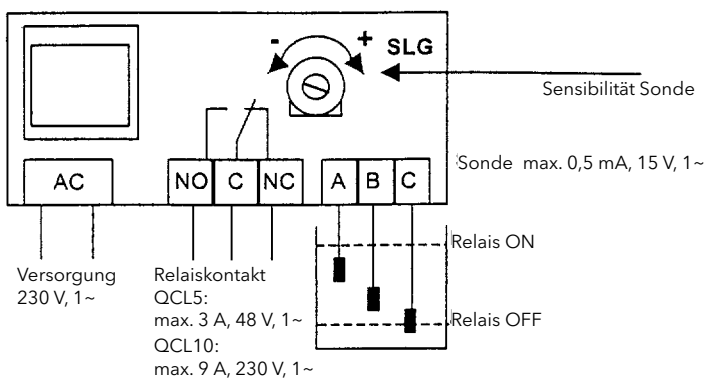 - + SLG
Sensibilität Sonde
Sonde max. 0,5 mA, 15 V, 1~
AC NO C NC A B C
Relais ON
Versorgung
230 V, 1~
Relaiskontakt
QCL5:
max. 3 A, 48 V, 1~
QCL10:
max. 9 A, 230 V, 1~
Relais OFF